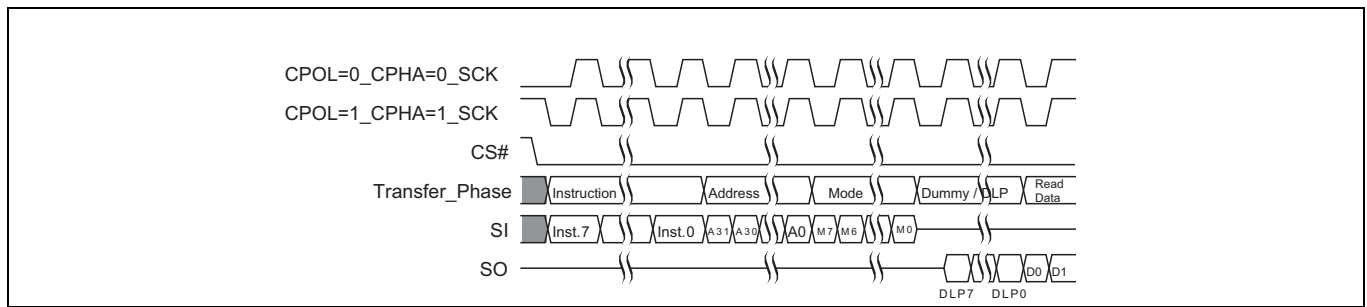 CPOL=0_CPHA=0_SCK
CPOL=1_CPHA=1_SCK
CS#
Transfer_Phase Instruction Address Mode Dummy / DLP Read Data
SI Inst.7 Inst.0 A31 A30 A0 M7 M6 M0
SO D0 D1
DLP7 DLP0